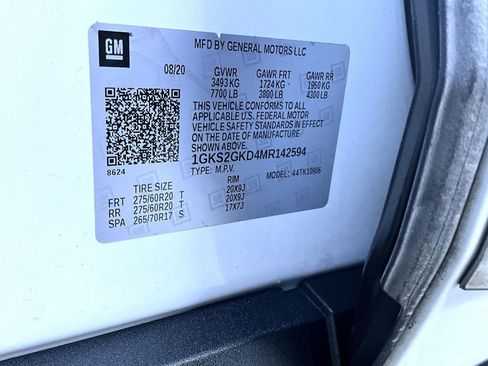 GM
MFD BY GENERAL MOTORS LLC
08/20 GVWR GAWR FRT GAWR RR
3493 KG 1724 KG 1950 KG
7700 LB 3800 LB 4300 LB
THIS VEHICLE CONFORMS TO ALL
APPLICABLE U.S. FEDERAL MOTOR
VEHICLE SAFETY STANDARDS IN EFFECT
ON THE DATE OF MANUFACTURE
SHOWN ABOVE.
1GKS2GKD4MR142594
TYPE: M.P.V. MODEL: 44TK10906
8624
TIRE SIZE RIM
FRT 275/60R20 T 20X9J
RR 275/60R20 T 20X9J
SPA 265/70R17 S 17X7J